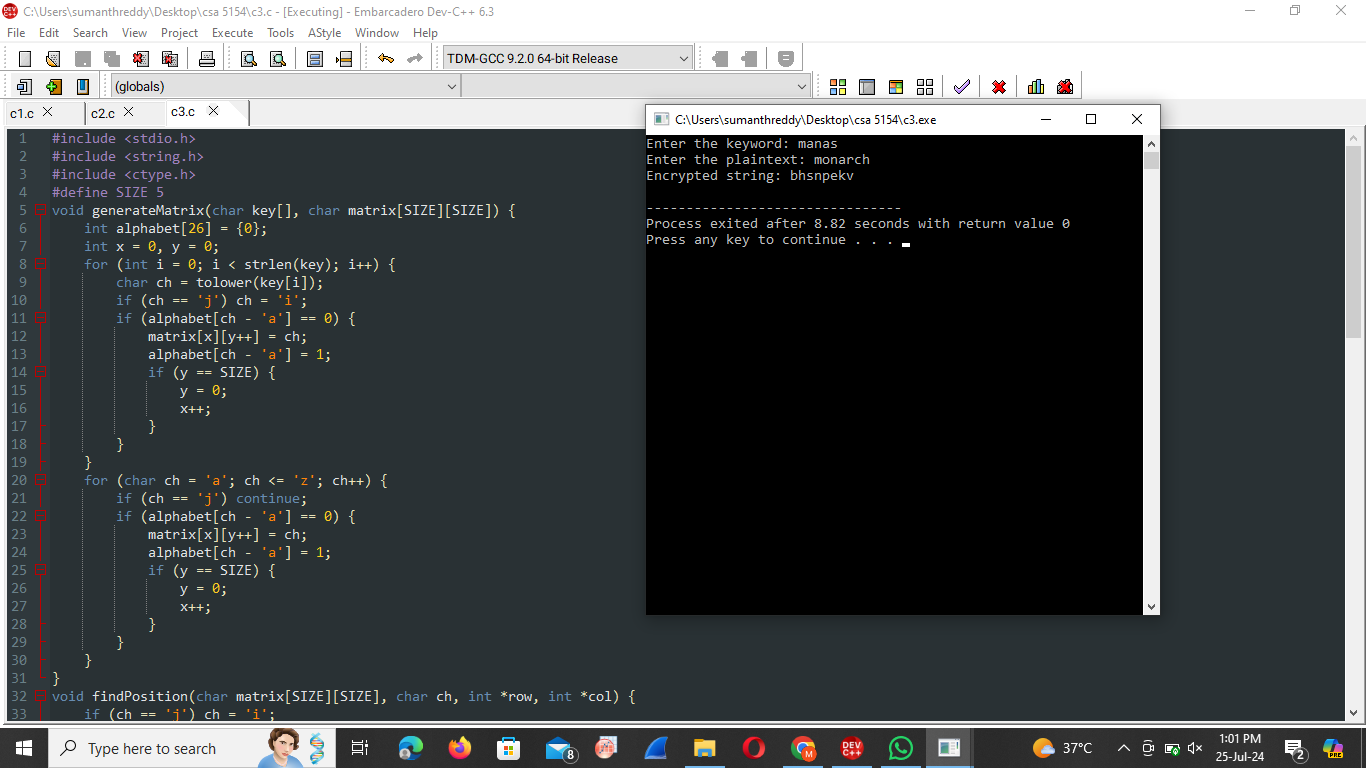 C:\Users\sumanthreddy\Desktop\csa 5154\c3.c - [Executing] - Embarcadero Dev-C++ 6.3
File Edit Search View Project Execute Tools AStyle Window Help
TDM-GCC 9.2.0 64-bit Release
(globals)
c1.c c2.c c3.c
1 #include <stdio.h>
2 #include <string.h>
3 #include <ctype.h>
4 #define SIZE 5
5 void generateMatrix(char key[], char matrix[SIZE][SIZE]) {
6 int alphabet[26] = {0};
7 int x = 0, y = 0;
8 for (int i = 0; i < strlen(key); i++) {
9 char ch = tolower(key[i]);
10 if (ch == 'j') ch = 'i';
11 if (alphabet[ch - 'a'] == 0) {
12 matrix[x][y++] = ch;
13 alphabet[ch - 'a'] = 1;
14 if (y == SIZE) {
15 y = 0;
16 x++;
17 }
18 }
19 }
20 for (char ch = 'a'; ch <= 'z'; ch++) {
21 if (ch == 'j') continue;
22 if (alphabet[ch - 'a'] == 0) {
23 matrix[x][y++] = ch;
24 alphabet[ch - 'a'] = 1;
25 if (y == SIZE) {
26 y = 0;
27 x++;
28 }
29 }
30 }
31 }
32 void findPosition(char matrix[SIZE][SIZE], char ch, int *row, int *col) {
33 if (ch == 'j') ch = 'i';
C:\Users\sumanthreddy\Desktop\csa 5154\c3.exe
Enter the keyword: manas
Enter the plaintext: monarch
Encrypted string: bhsnpekv
--------------------------------
Process exited after 8.82 seconds with return value 0
Press any key to continue . . .
Type here to search
8
M
DEV C++
37°C
1:01 PM
25-Jul-24
2
PRE